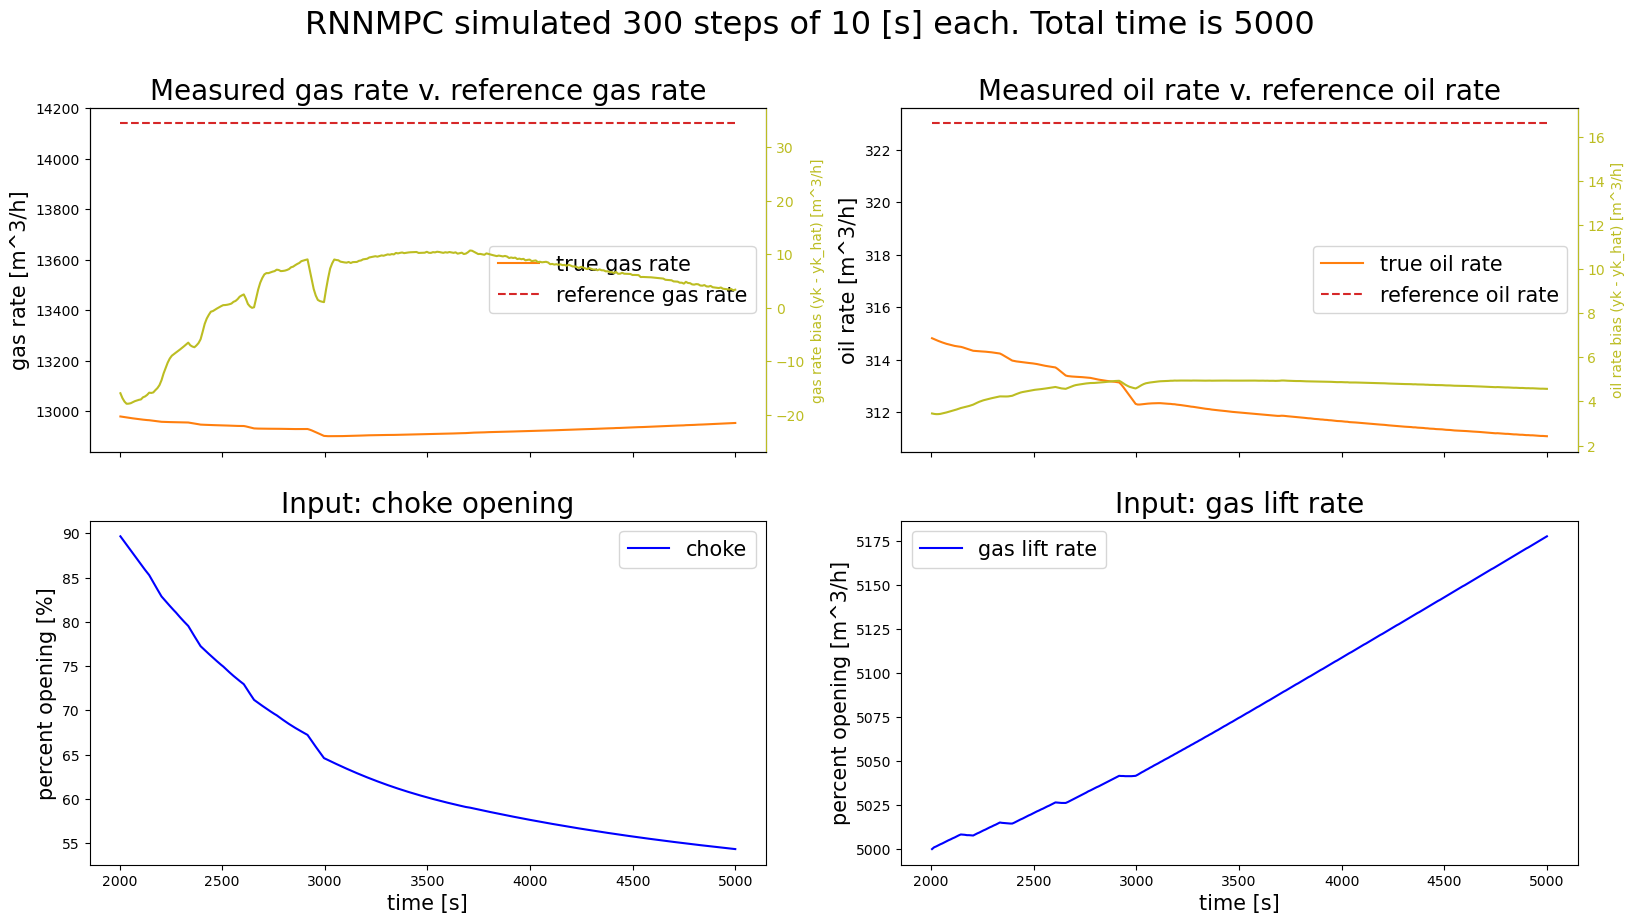 RNNMPC simulated 300 steps of 10 [s] each. Total time is 5000
Measured gas rate v. reference gas rate
gas rate [m^3/h]
14200
14000
13800
13600
13400
13200
13000
true gas rate
reference gas rate
30
20
10
0
−10
−20
gas rate bias (yk - yk_hat) [m^3/h]
Measured oil rate v. reference oil rate
oil rate [m^3/h]
322
320
318
316
314
312
true oil rate
reference oil rate
16
14
12
10
8
6
4
2
oil rate bias (yk - yk_hat) [m^3/h]
Input: choke opening
percent opening [%]
90
85
80
75
70
65
60
55
choke
2000 2500 3000 3500 4000 4500 5000
time [s]
Input: gas lift rate
percent opening [m^3/h]
5175
5150
5125
5100
5075
5050
5025
5000
gas lift rate
2000 2500 3000 3500 4000 4500 5000
time [s]